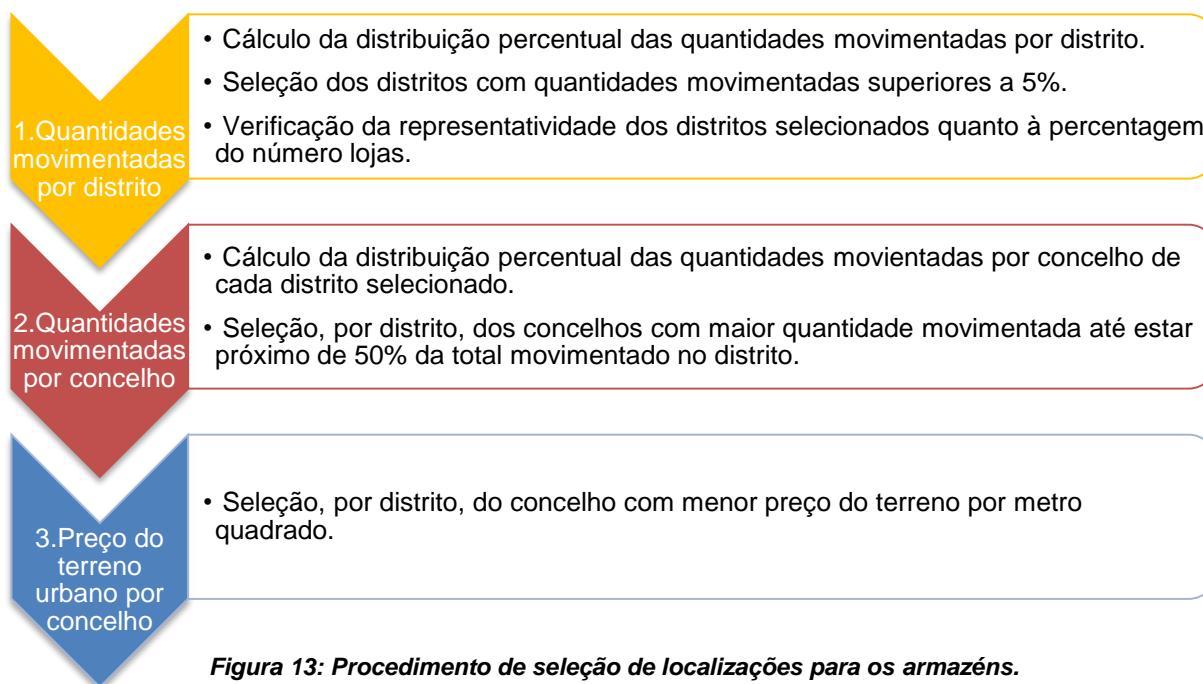 1.Quantidades
movimentadas
por distrito
• Cálculo da distribuição percentual das quantidades movimentadas por distrito.
• Seleção dos distritos com quantidades movimentadas superiores a 5%.
• Verificação da representatividade dos distritos selecionados quanto à percentagem
do número lojas.
2.Quantidades
movimentadas
por concelho
• Cálculo da distribuição percentual das quantidades movientadas por concelho de
cada distrito selecionado.
• Seleção, por distrito, dos concelhos com maior quantidade movimentada até estar
próximo de 50% da total movimentado no distrito.
3.Preço do
terreno
urbano por
concelho
• Seleção, por distrito, do concelho com menor preço do terreno por metro
quadrado.
Figura 13: Procedimento de seleção de localizações para os armazéns.